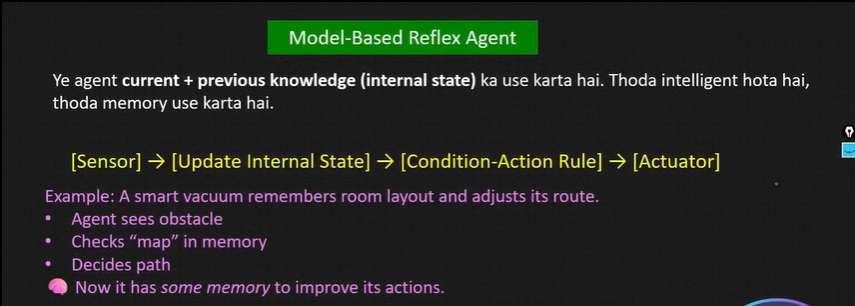 Model-Based Reflex Agent
Ye agent current + previous knowledge (internal state) ka use karta hai. Thoda intelligent hota hai,
thoda memory use karta hai.
[Sensor] → [Update Internal State] → [Condition-Action Rule] → [Actuator]
Example: A smart vacuum remembers room layout and adjusts its route.
• Agent sees obstacle
• Checks “map” in memory
• Decides path
🧠 Now it has some memory to improve its actions.